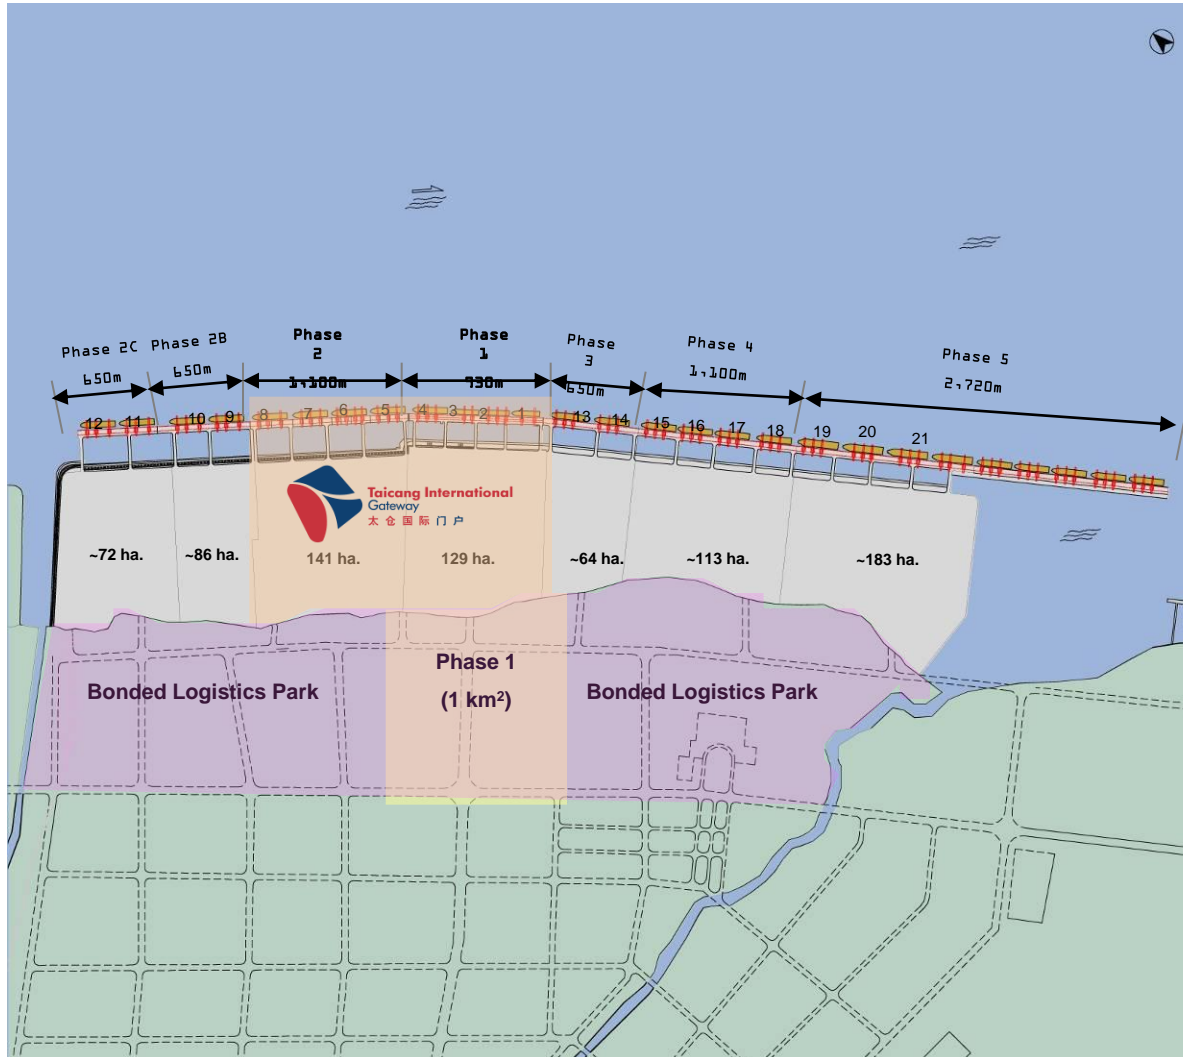 Phase 2C
650m
Phase 2B
650m
Phase
2
1,100m
Phase
1
730m
Phase
3
650m
Phase 4
1,100m
Phase 5
2,720m
12 11 10 9 8 7 6 5 4 3 2 1 13 14 15 16 17 18 19 20 21
Taicang International
Gateway
太仓国际门户
~72 ha.
~86 ha.
141 ha.
129 ha.
~64 ha.
~113 ha.
~183 ha.
Bonded Logistics Park
Phase 1
(1 km²)
Bonded Logistics Park